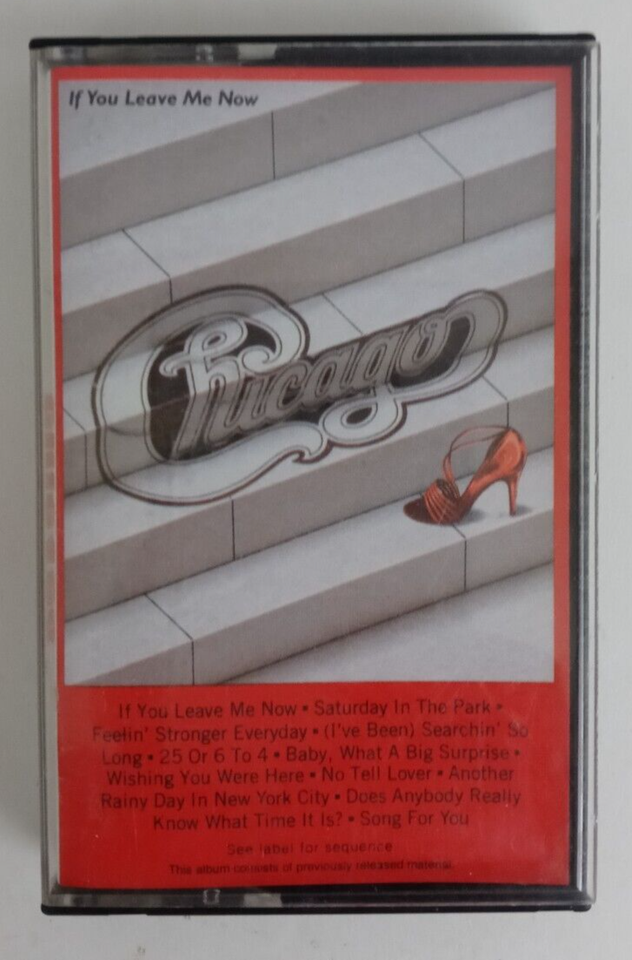 If You Leave Me Now
Chicago
If You Leave Me Now • Saturday In The Park •
Feelin' Stronger Everyday • (I've Been) Searchin' So
Long • 25 Or 6 To 4 • Baby, What A Big Surprise •
Wishing You Were Here • No Tell Lover • Another
Rainy Day In New York City • Does Anybody Really
Know What Time It Is? • Song For You
See label for sequence
This album consists of previously released material.